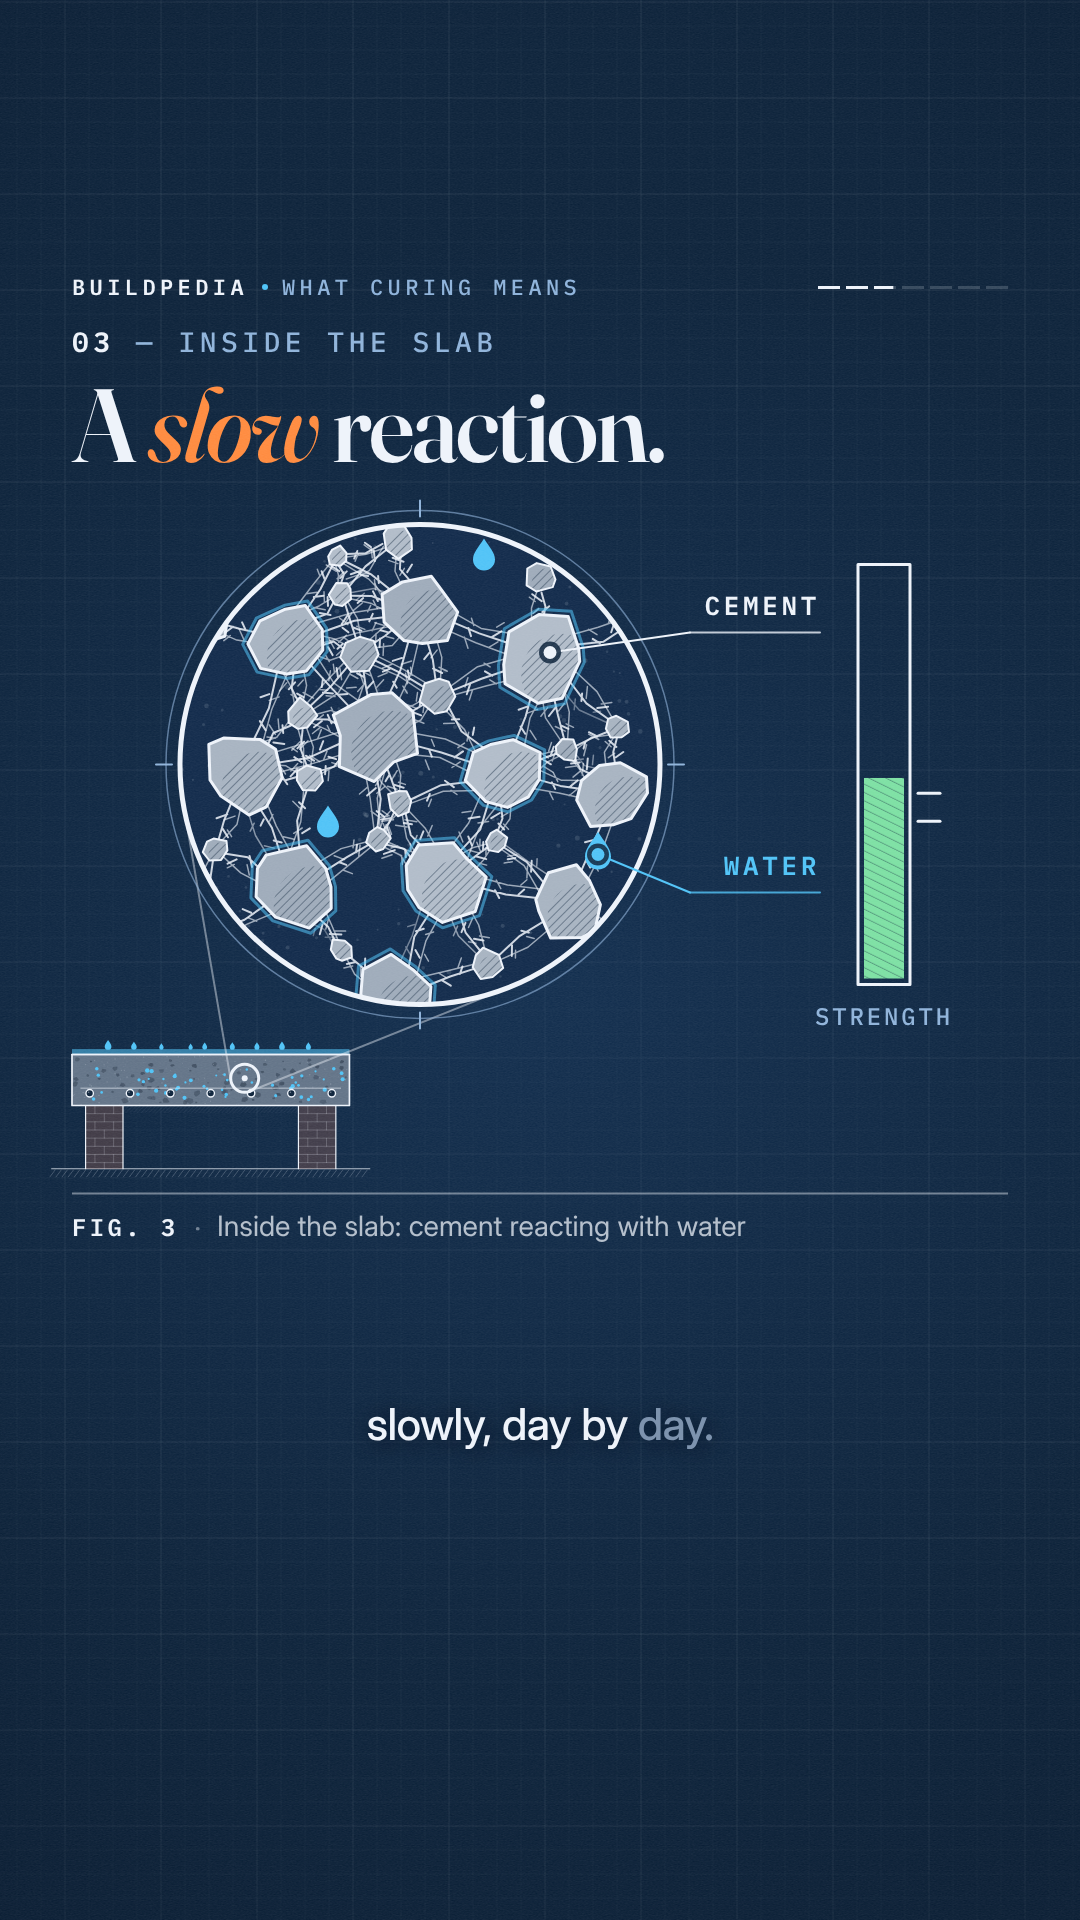 BUILDPEDIA • WHAT CURING MEANS
03 — INSIDE THE SLAB
A slow reaction.
CEMENT
WATER
STRENGTH
FIG. 3 · Inside the slab: cement reacting with water
slowly, day by day.